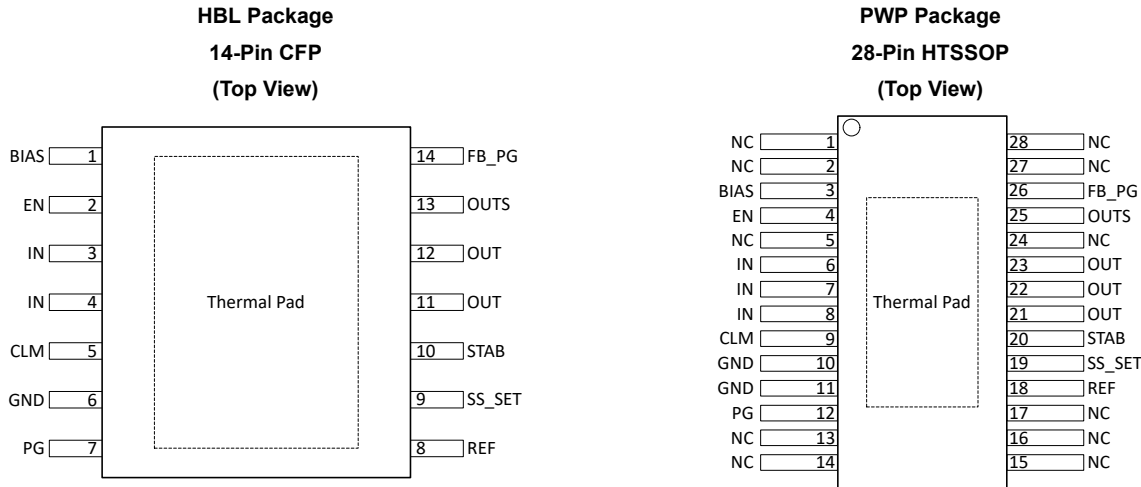 HBL Package
14-Pin CFP
(Top View)
BIAS 1
EN 2
IN 3
IN 4
CLM 5
GND 6
PG 7
Thermal Pad
14 FB_PG
13 OUTS
12 OUT
11 OUT
10 STAB
9 SS_SET
8 REF
PWP Package
28-Pin HTSSOP
(Top View)
NC 1
NC 2
BIAS 3
EN 4
NC 5
IN 6
IN 7
IN 8
CLM 9
GND 10
GND 11
PG 12
NC 13
NC 14
Thermal Pad
28 NC
27 NC
26 FB_PG
25 OUTS
24 NC
23 OUT
22 OUT
21 OUT
20 STAB
19 SS_SET
18 REF
17 NC
16 NC
15 NC